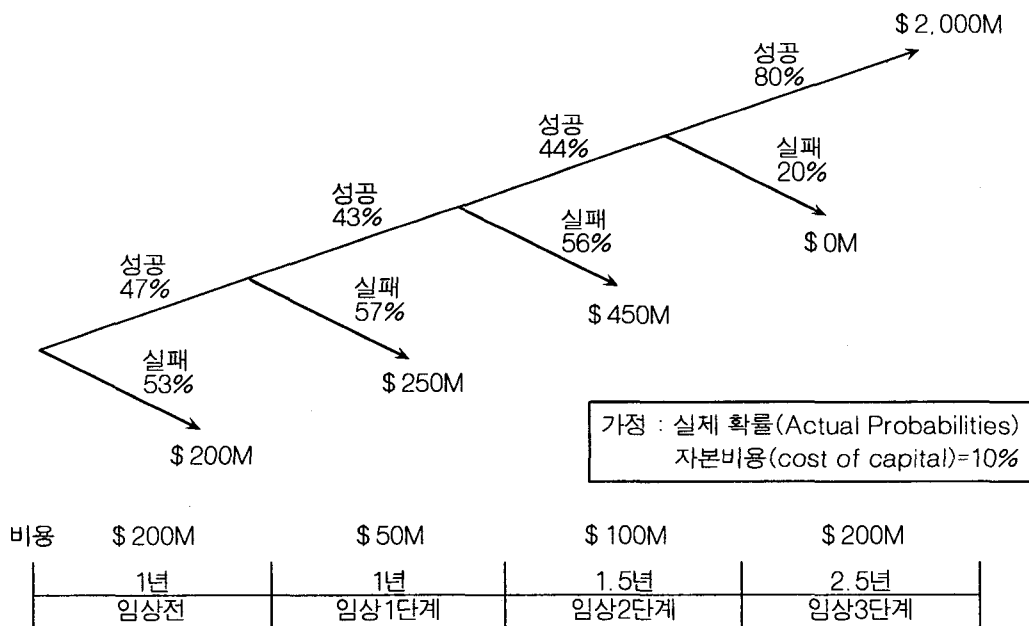 $ 2,000M
성공
80%
성공
44%
실패
20%
성공
43%
실패
56%
$ 0M
성공
47%
실패
57%
$ 450M
실패
53%
$ 250M
$ 200M
가정 : 실제 확률(Actual Probabilities)
자본비용(cost of capital)=10%
비용 $ 200M $ 50M $ 100M $ 200M
1년 1년 1.5년 2.5년
임상전 임상1단계 임상2단계 임상3단계